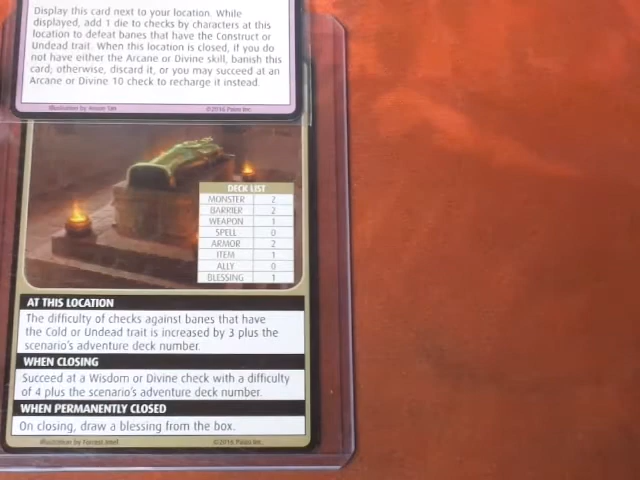 Display this card next to your location. While
displayed, add 1 die to checks by characters at this
location to defeat banes that have the Construct or
Undead trait. When this location is closed, if you do
not have either the Arcane or Divine skill, banish this
card; otherwise, discard it, or you may succeed at an
Arcane or Divine 10 check to recharge it instead.
Illustration by ©2016 Paizo Inc.
DECK LIST
MONSTER 2
BARRIER 2
WEAPON 1
SPELL 0
ARMOR 2
ITEM 1
ALLY 0
BLESSING 1
AT THIS LOCATION
The difficulty of checks against banes that have
the Cold or Undead trait is increased by 3 plus the
scenario's adventure deck number.
WHEN CLOSING
Succeed at a Wisdom or Divine check with a difficulty
of 4 plus the scenario's adventure deck number.
WHEN PERMANENTLY CLOSED
On closing, draw a blessing from the box.
Illustration by Forrest Imel ©2016 Paizo Inc.